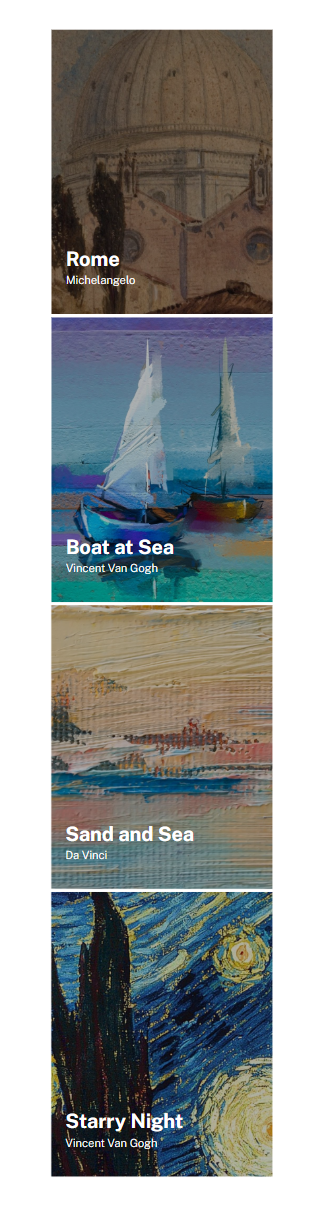 Rome
Michelangelo
Boat at Sea
Vincent Van Gogh
Sand and Sea
Da Vinci
Starry Night
Vincent Van Gogh